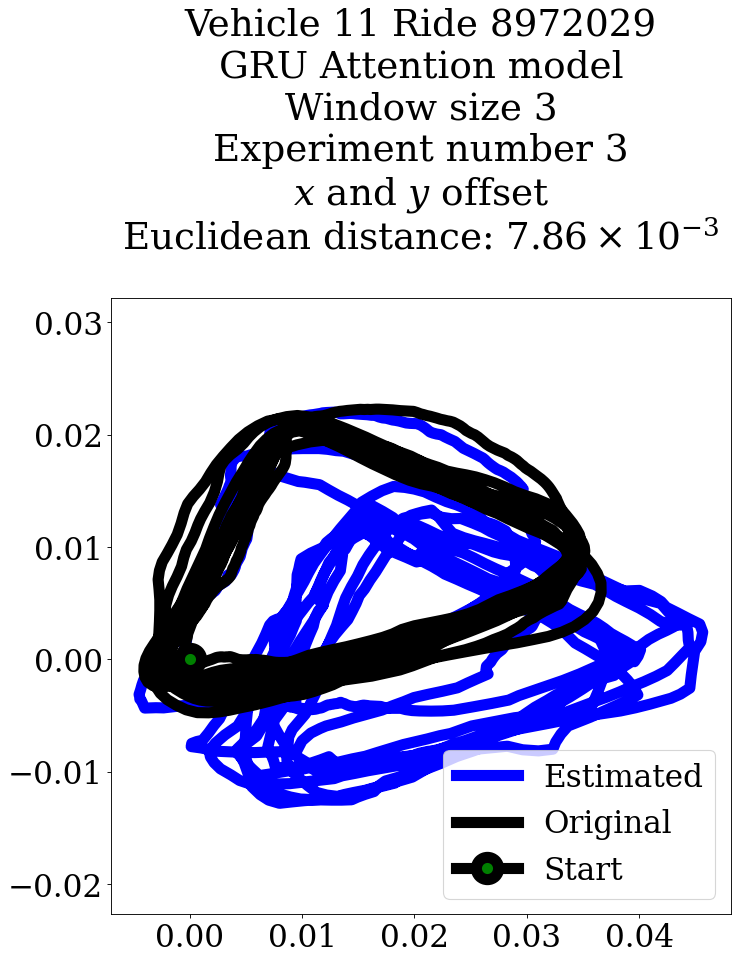 Vehicle 11 Ride 8972029
GRU Attention model
Window size 3
Experiment number 3
x and y offset
Euclidean distance: 7.86 × 10⁻³
0.03
0.02
0.01
0.00
−0.01
−0.02
Estimated
Original
Start
0.00 0.01 0.02 0.03 0.04